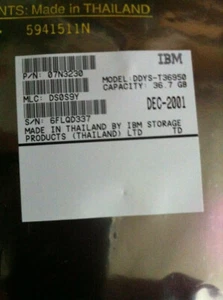 NTS: Made in THAILAND
5941511N
IBM
P/N: 07N3230 MODEL: DDYS-T36950
CAPACITY: 36.7 GB
MLC: DS0S9Y
DEC-2001
S/N: 6FLQD337
MADE IN THAILAND BY IBM STORAGE
PRODUCTS (THAILAND) LTD TD